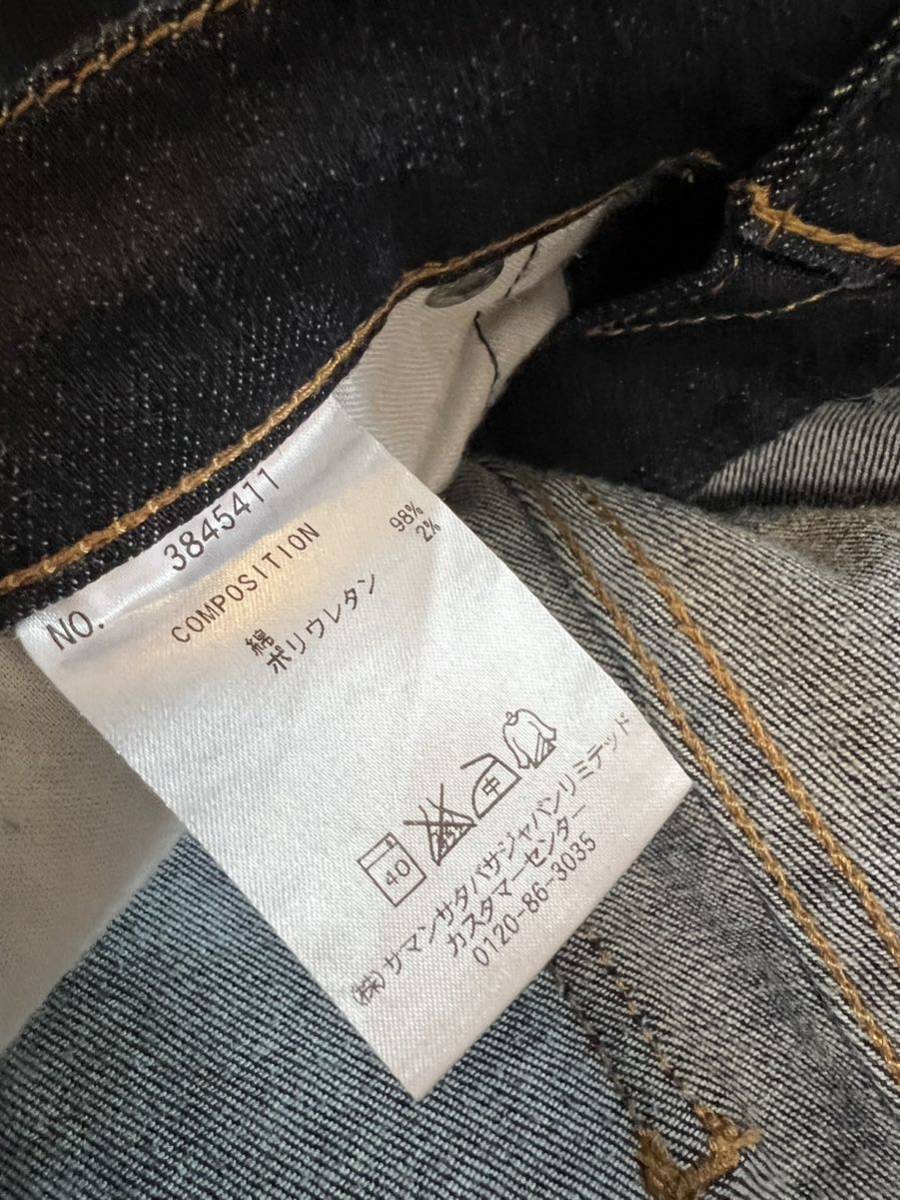 NO. 3845411
COMPOSITION
綿 98%
ポリウレタン 2%
40
中
(株)サマンサタバサジャパンリミテッド
カスタマーセンター
0120-86-3035